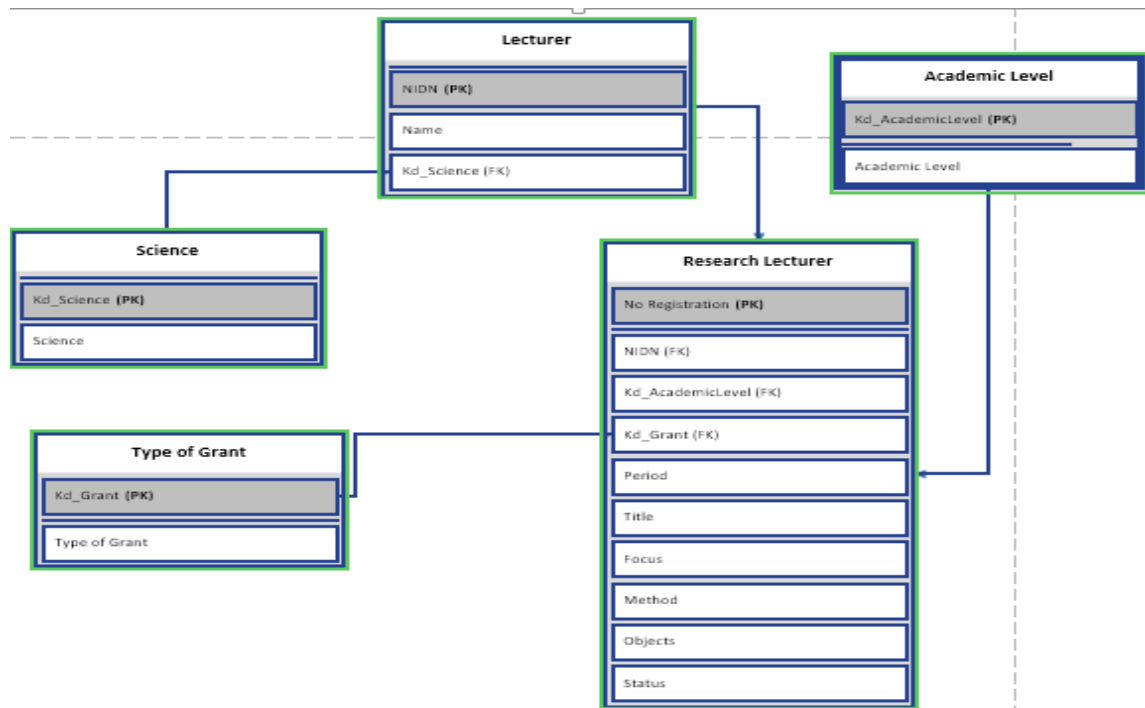 Lecturer
NIDN (PK)
Name
Kd_Science (FK)
Academic Level
Kd_AcademicLevel (PK)
Academic Level
Science
Kd_Science (PK)
Science
Research Lecturer
No Registration (PK)
NIDN (FK)
Kd_AcademicLevel (FK)
Kd_Grant (FK)
Period
Title
Focus
Method
Objects
Status
Type of Grant
Kd_Grant (PK)
Type of Grant